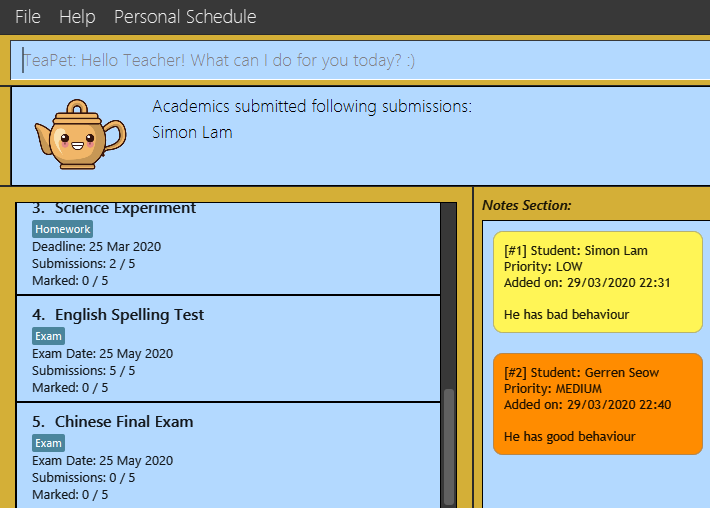 File Help Personal Schedule
TeaPet: Hello Teacher! What can I do for you today? :)
Academics submitted following submissions:
Simon Lam
3. Science Experiment
Homework
Deadline: 25 Mar 2020
Submissions: 2 / 5
Marked: 0 / 5
4. English Spelling Test
Exam
Exam Date: 25 May 2020
Submissions: 5 / 5
Marked: 0 / 5
5. Chinese Final Exam
Exam
Exam Date: 25 May 2020
Submissions: 0 / 5
Marked: 0 / 5
Notes Section:
[#1] Student: Simon Lam
Priority: LOW
Added on: 29/03/2020 22:31
He has bad behaviour
[#2] Student: Gerren Seow
Priority: MEDIUM
Added on: 29/03/2020 22:40
He has good behaviour